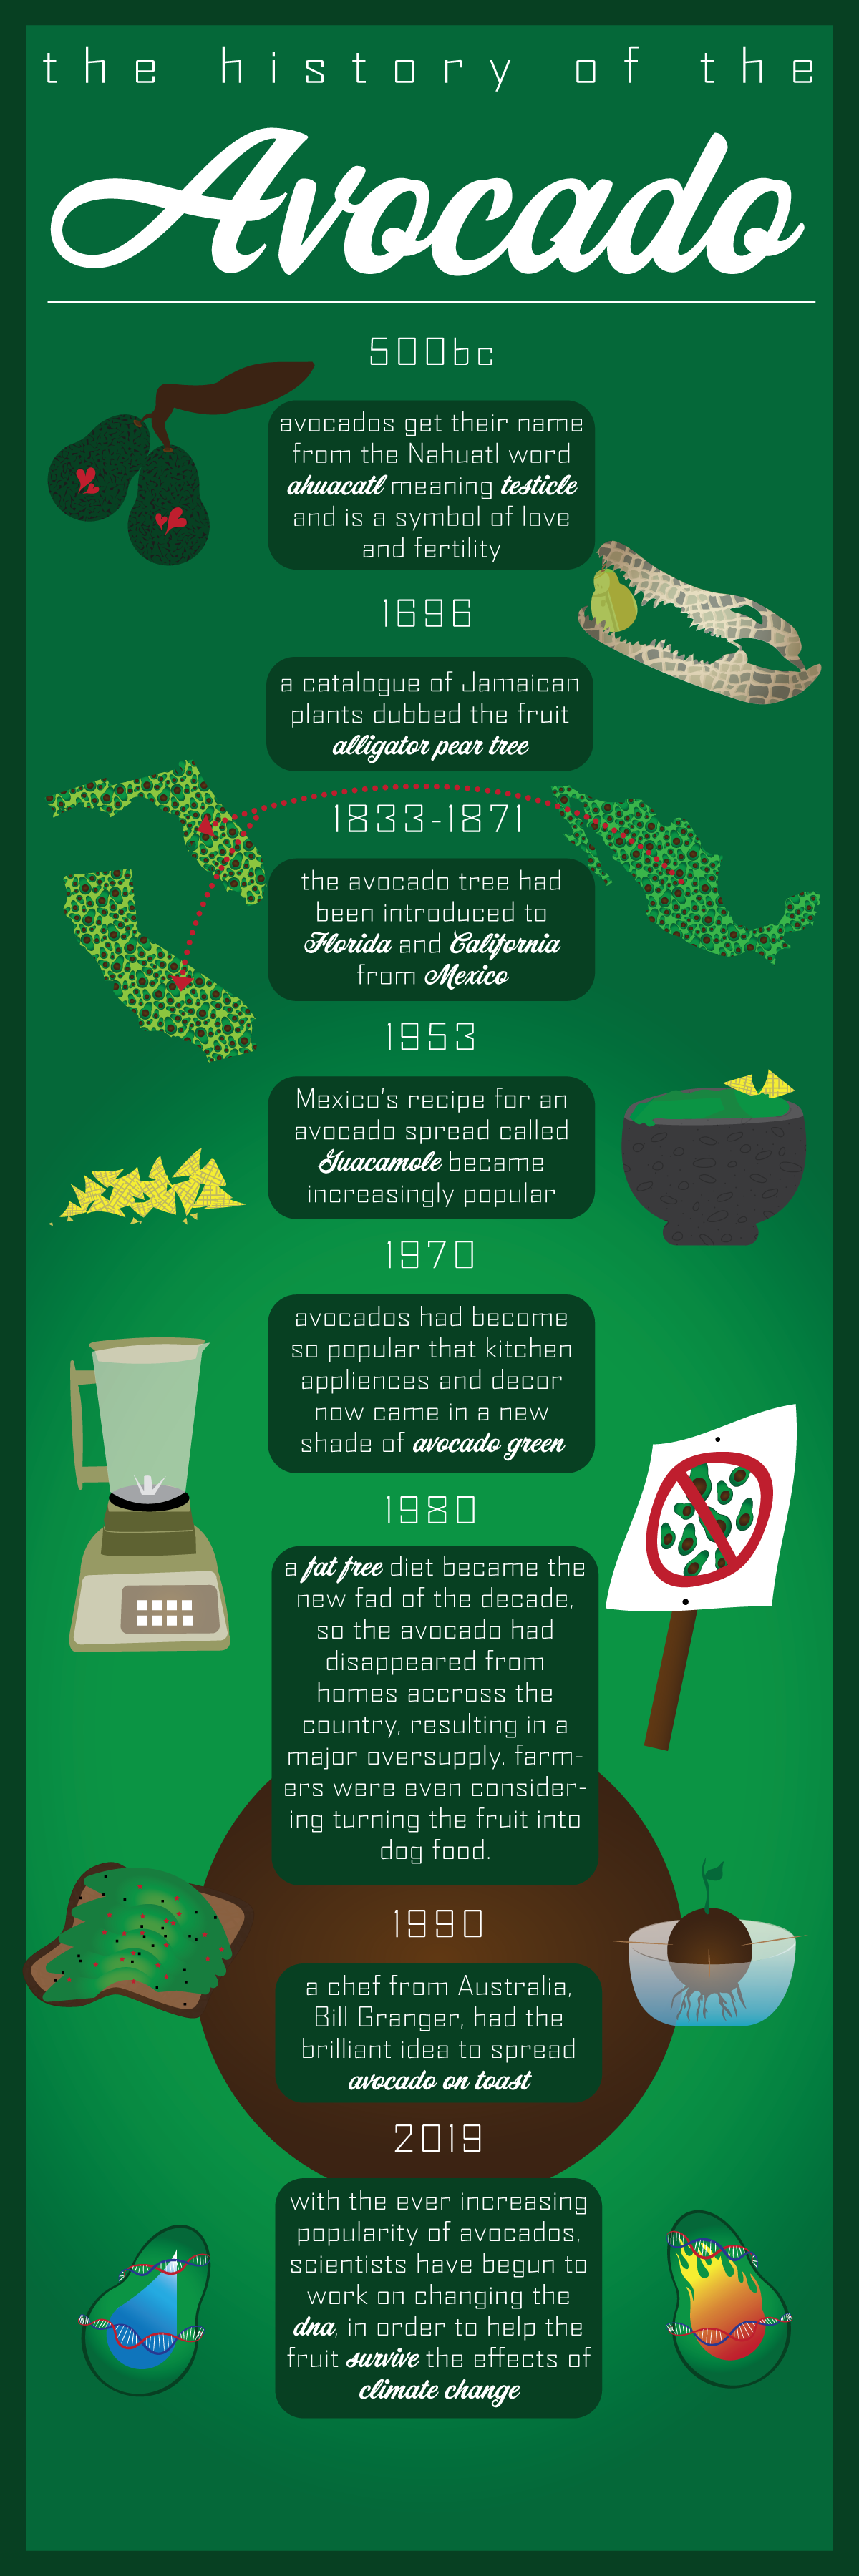 the history of the
Avocado
500bc
avocados get their name
from the Nahuatl word
ahuacatl meaning testicle
and is a symbol of love
and fertility
1696
a catalogue of Jamaican
plants dubbed the fruit
alligator pear tree
1833-1871
the avocado tree had
been introduced to
Florida and California
from Mexico
1953
Mexico's recipe for an
avocado spread called
Guacamole became
increasingly popular
1970
avocados had become
so popular that kitchen
appliences and decor
now came in a new
shade of avocado green
1980
a fat free diet became the
new fad of the decade,
so the avocado had
disappeared from
homes accross the
country, resulting in a
major oversupply. farm-
ers were even consider-
ing turning the fruit into
dog food.
1990
a chef from Australia,
Bill Granger, had the
brilliant idea to spread
avocado on toast
2019
with the ever increasing
popularity of avocados,
scientists have begun to
work on changing the
dna, in order to help the
fruit survive the effects of
climate change